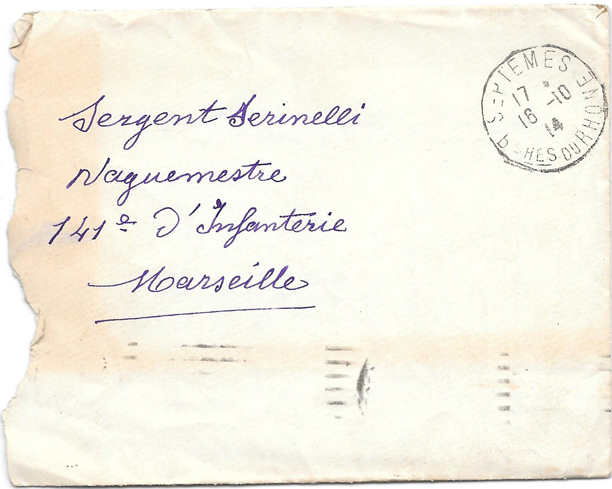 Sergent Serinelli
Vaguemestre
141e d'Infanterie
Marseille
SEPTEMES
17 *
16 -10
14
B - HES DU RHONE